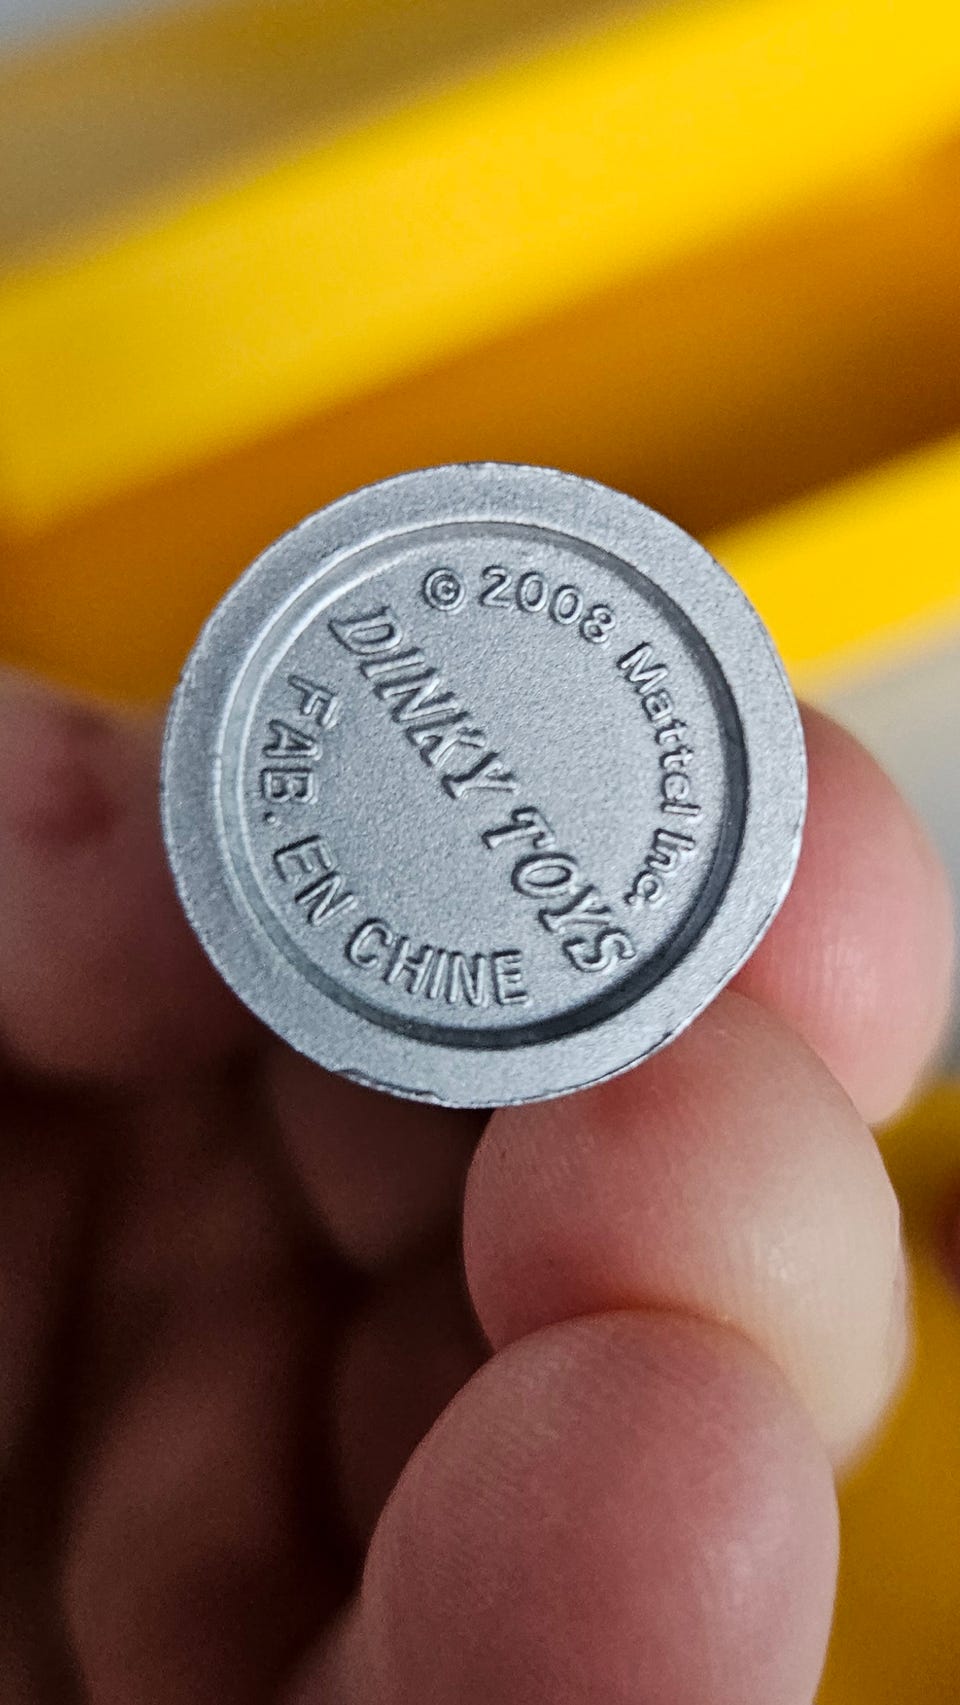 © 2008 Mattel Inc.
DINKY TOYS
FAB. EN CHINE